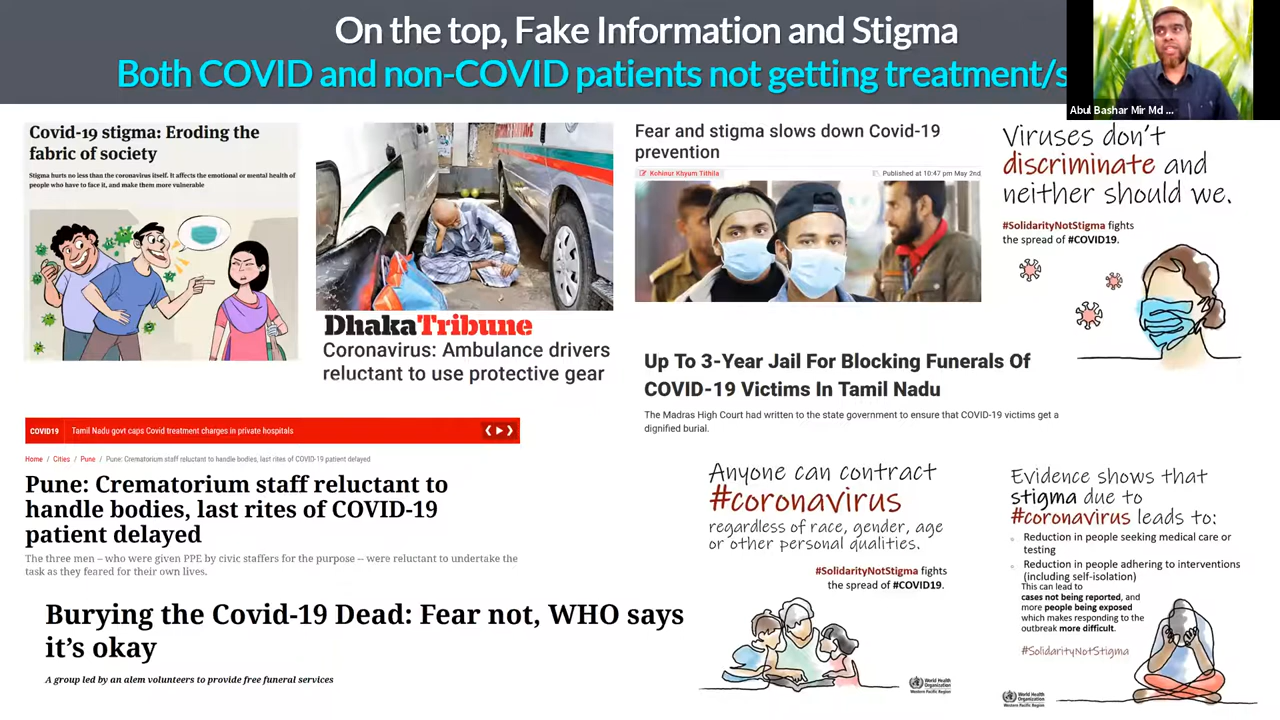 On the top, Fake Information and Stigma
Both COVID and non-COVID patients not getting treatment/s
Abul Bashar Mir Md ...
Covid-19 stigma: Eroding the
fabric of society
Stigma hurts no less than the coronavirus itself. It affects the emotional or mental health of
people who have to face it, and make them more vulnerable
DhakaTribune
Coronavirus: Ambulance drivers
reluctant to use protective gear
Fear and stigma slows down Covid-19
prevention
Kohinur Khyum Tithila
Published at 10:47 pm May 2nd
Viruses don't
discriminate and
neither should we.
#SolidarityNotStigma fights
the spread of #COVID19.
Up To 3-Year Jail For Blocking Funerals Of
COVID-19 Victims In Tamil Nadu
The Madras High Court had written to the state government to ensure that COVID-19 victims get a
dignified burial.
COVID19 Tamil Nadu govt caps Covid treatment charges in private hospitals
Home / Cities / Pune / Pune: Crematorium staff reluctant to handle bodies, last rites of COVID-19 patient delayed
Pune: Crematorium staff reluctant to
handle bodies, last rites of COVID-19
patient delayed
The three men -- who were given PPE by civic staffers for the purpose -- were reluctant to undertake the
task as they feared for their own lives.
Burying the Covid-19 Dead: Fear not, WHO says
it's okay
A group led by an alem volunteers to provide free funeral services
Anyone can contract
#coronavirus
regardless of race, gender, age
or other personal qualities.
#SolidarityNotStigma fights
the spread of #COVID19.
World Health
Organization
Western Pacific Region
Evidence shows that
stigma due to
#coronavirus leads to:
Reduction in people seeking medical care or
testing
Reduction in people adhering to interventions
(including self-isolation)
This can lead to
cases not being reported, and
more people being exposed
which makes responding to the
outbreak more difficult.
#SolidarityNotStigma
World Health
Organization
Western Pacific Region